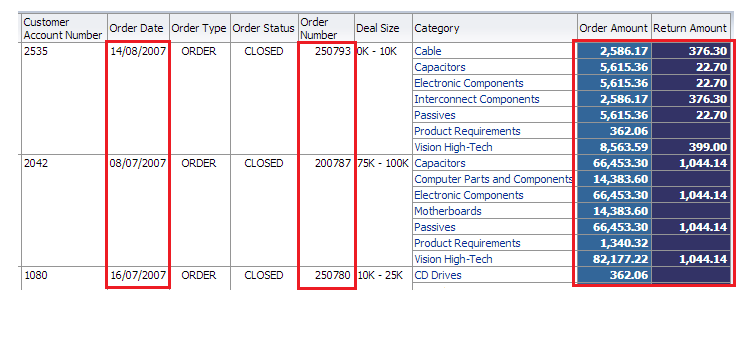 Customer Account Number Order Date Order Type Order Status Order Number Deal Size Category Order Amount Return Amount
2535 14/08/2007 ORDER CLOSED 250793 0K - 10K Cable 2,586.17 376.30
Capacitors 5,615.36 22.70
Electronic Components 5,615.36 22.70
Interconnect Components 2,586.17 376.30
Passives 5,615.36 22.70
Product Requirements 362.06
Vision High-Tech 8,563.59 399.00
2042 08/07/2007 ORDER CLOSED 200787 75K - 100K Capacitors 66,453.30 1,044.14
Computer Parts and Components 14,383.60
Electronic Components 66,453.30 1,044.14
Motherboards 14,383.60
Passives 66,453.30 1,044.14
Product Requirements 1,340.32
Vision High-Tech 82,177.22 1,044.14
1080 16/07/2007 ORDER CLOSED 250780 10K - 25K CD Drives 362.06